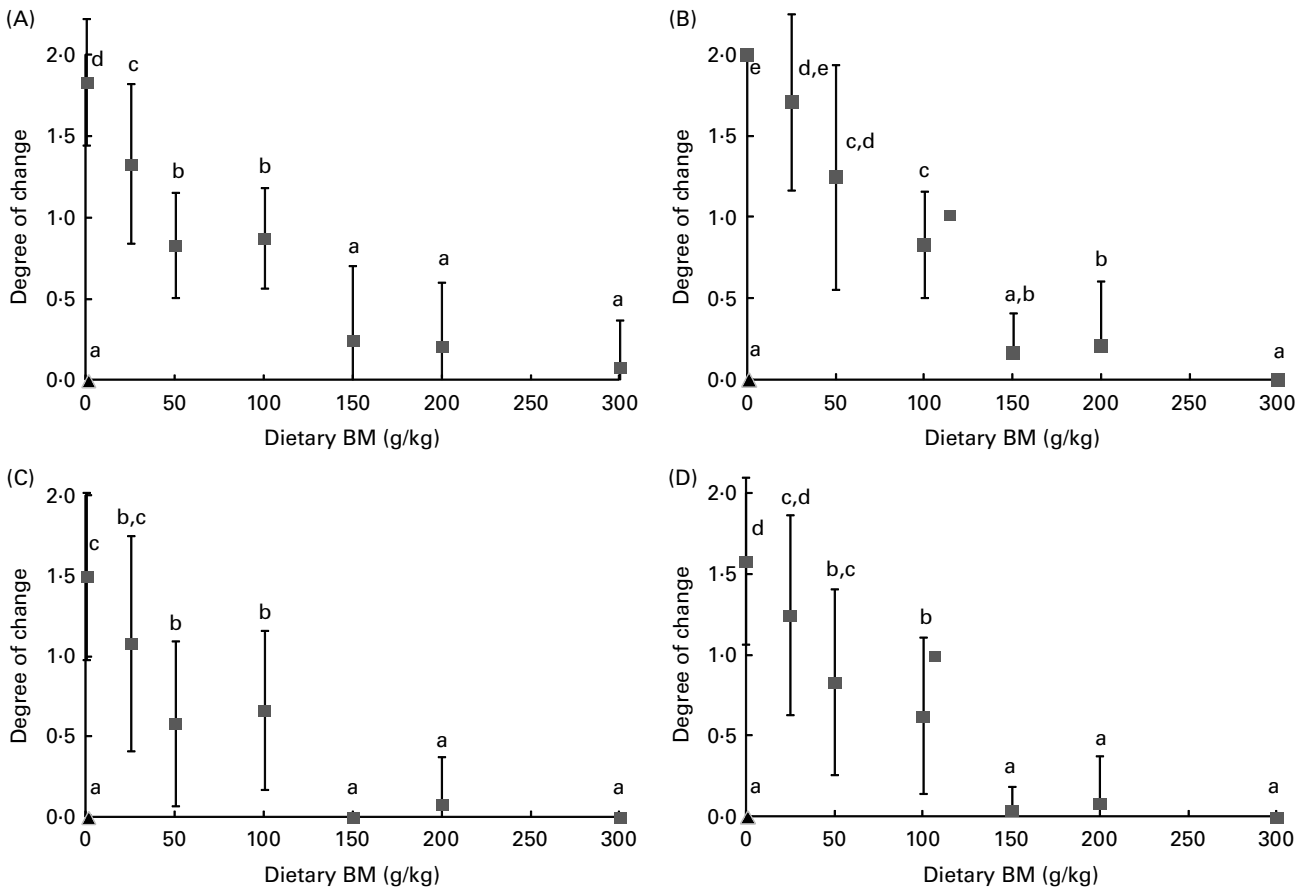 (A)
Degree of change
2·0
1·5
1·0
0·5
0·0
d
c
b
b
a
a
a
a
0 50 100 150 200 250 300
Dietary BM (g/kg)
(B)
Degree of change
2·0
1·5
1·0
0·5
0·0
e
d,e
c,d
c
a,b
b
a
a
0 50 100 150 200 250 300
Dietary BM (g/kg)
(C)
Degree of change
2·0
1·5
1·0
0·5
0·0
c
b,c
b
b
a
a
a
a
0 50 100 150 200 250 300
Dietary BM (g/kg)
(D)
Degree of change
2·0
1·5
1·0
0·5
0·0
d
c,d
b,c
b
a
a
a
a
0 50 100 150 200 250 300
Dietary BM (g/kg)